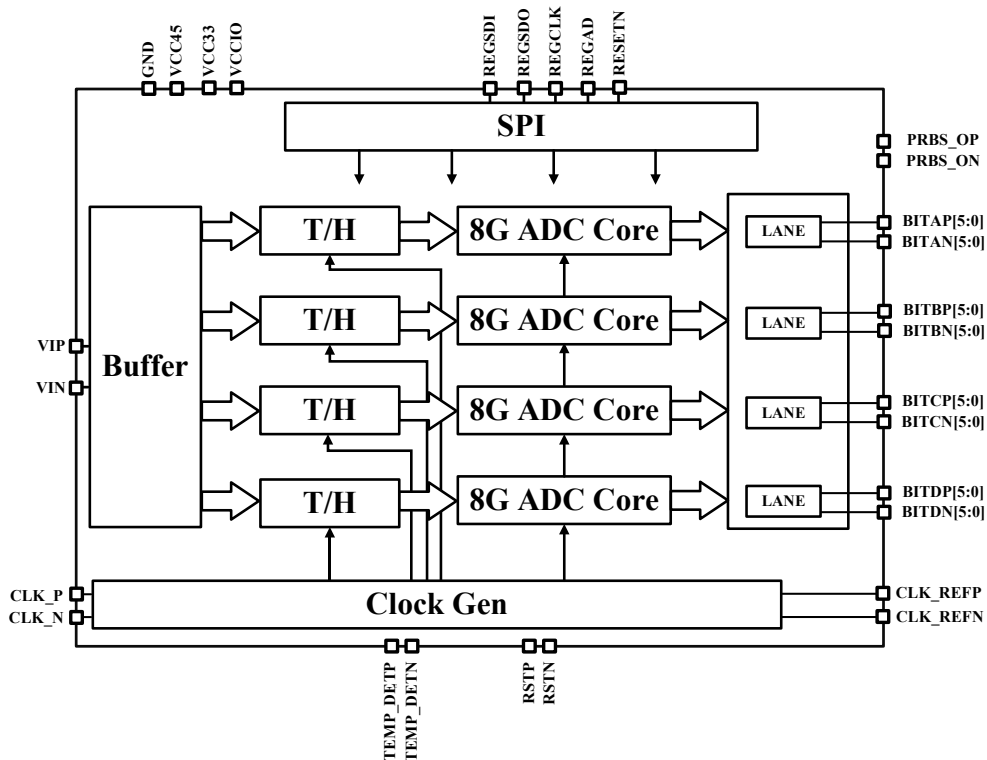 GND
VCC45
VCC33
VCCIO
REGSDI
REGSDO
REGCLK
REGAD
RESETN
SPI
PRBS_OP
PRBS_ON
Buffer
T/H
8G ADC Core
LANE
BITAP[5:0]
BITAN[5:0]
T/H
8G ADC Core
LANE
BITBP[5:0]
BITBN[5:0]
VIP
VIN
T/H
8G ADC Core
LANE
BITCP[5:0]
BITCN[5:0]
T/H
8G ADC Core
LANE
BITDP[5:0]
BITDN[5:0]
CLK_P
CLK_N
Clock Gen
CLK_REFP
CLK_REFN
TEMP_DETP
TEMP_DETN
RSTP
RSTN